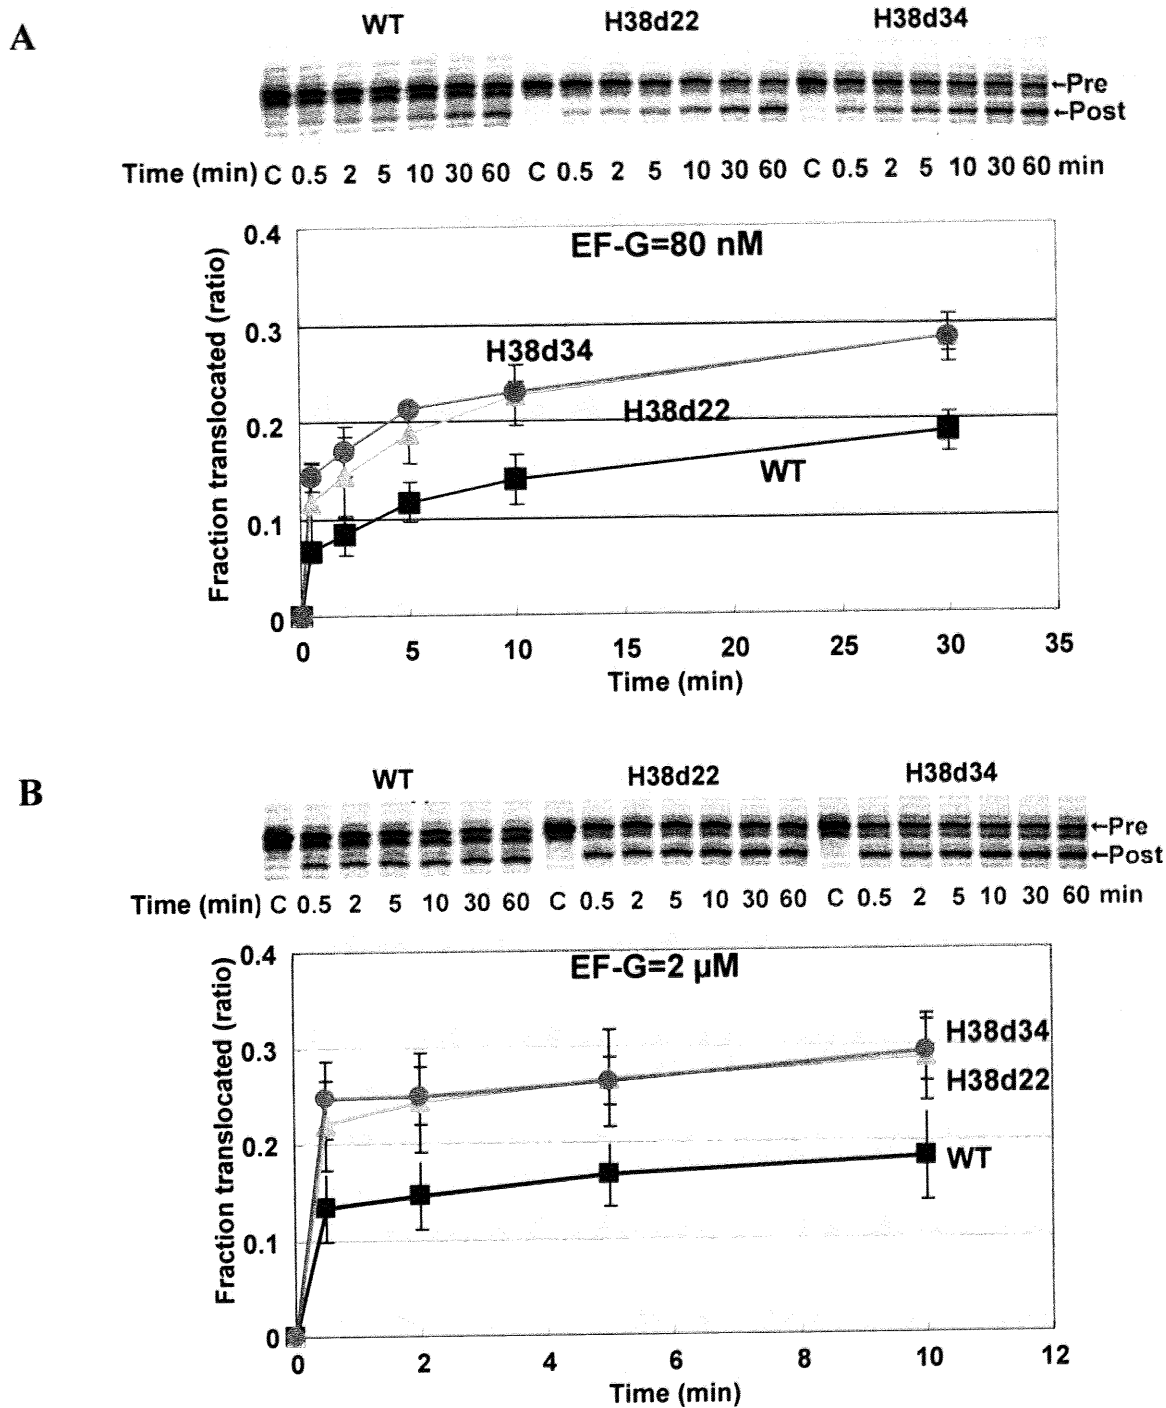 A
WT H38d22 H38d34
←Pre
←Post
Time (min) C 0.5 2 5 10 30 60 C 0.5 2 5 10 30 60 C 0.5 2 5 10 30 60 min
EF-G=80 nM
Fraction translocated (ratio)
0.4
0.3
0.2
0.1
0
H38d34
H38d22
WT
0 5 10 15 20 25 30 35
Time (min)
B
WT H38d22 H38d34
←Pre
←Post
Time (min) C 0.5 2 5 10 30 60 C 0.5 2 5 10 30 60 C 0.5 2 5 10 30 60 min
EF-G=2 µM
Fraction translocated (ratio)
0.4
0.3
0.2
0.1
0
H38d34
H38d22
WT
0 2 4 6 8 10 12
Time (min)